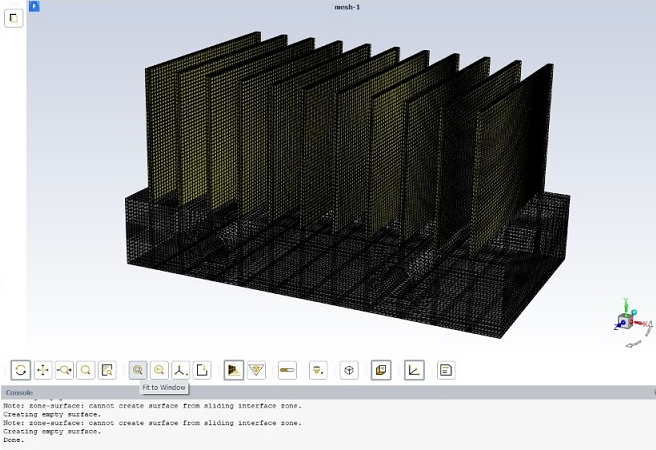 mesh-1
Y
X
Z
Fit to Window
Console
Note: zone-surface: cannot create surface from sliding interface zone.
Creating empty surface.
Note: zone-surface: cannot create surface from sliding interface zone.
Creating empty surface.
Done.